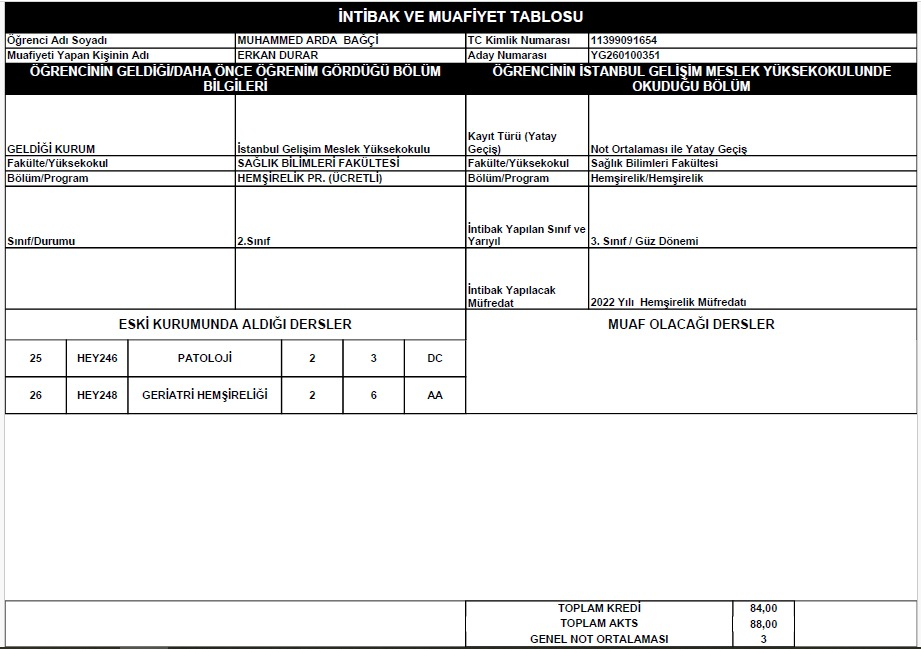 İNTİBAK VE MUAFİYET TABLOSU
Öğrenci Adı Soyadı MUHAMMED ARDA BAĞÇİ TC Kimlik Numarası 11399091654
Muafiyeti Yapan Kişinin Adı ERKAN DURAR Aday Numarası YG260100351
ÖĞRENCİNİN GELDİĞİ/DAHA ÖNCE ÖĞRENİM GÖRDÜĞÜ BÖLÜM
BİLGİLERİ
ÖĞRENCİNİN İSTANBUL GELİŞİM MESLEK YÜKSEKOKULUNDE
OKUDUĞU BÖLÜM
GELDİĞİ KURUM İstanbul Gelişim Meslek Yüksekokulu
Kayıt Türü (Yatay
Geçiş) Not Ortalaması ile Yatay Geçiş
Fakülte/Yüksekokul SAĞLIK BİLİMLERİ FAKÜLTESİ Fakülte/Yüksekokul Sağlık Bilimleri Fakültesi
Bölüm/Program HEMŞİRELİK PR. (ÜCRETLİ) Bölüm/Program Hemşirelik/Hemşirelik
Sınıf/Durumu 2.Sınıf
İntibak Yapılan Sınıf ve
Yarıyıl 3. Sınıf / Güz Dönemi
İntibak Yapılacak
Müfredat 2022 Yılı Hemşirelik Müfredatı
ESKİ KURUMUNDA ALDIĞI DERSLER MUAF OLACAĞI DERSLER
25 HEY246 PATOLOJİ 2 3 DC
26 HEY248 GERİATRİ HEMŞİRELİĞİ 2 6 AA
TOPLAM KREDİ 84,00
TOPLAM AKTS 88,00
GENEL NOT ORTALAMASI 3